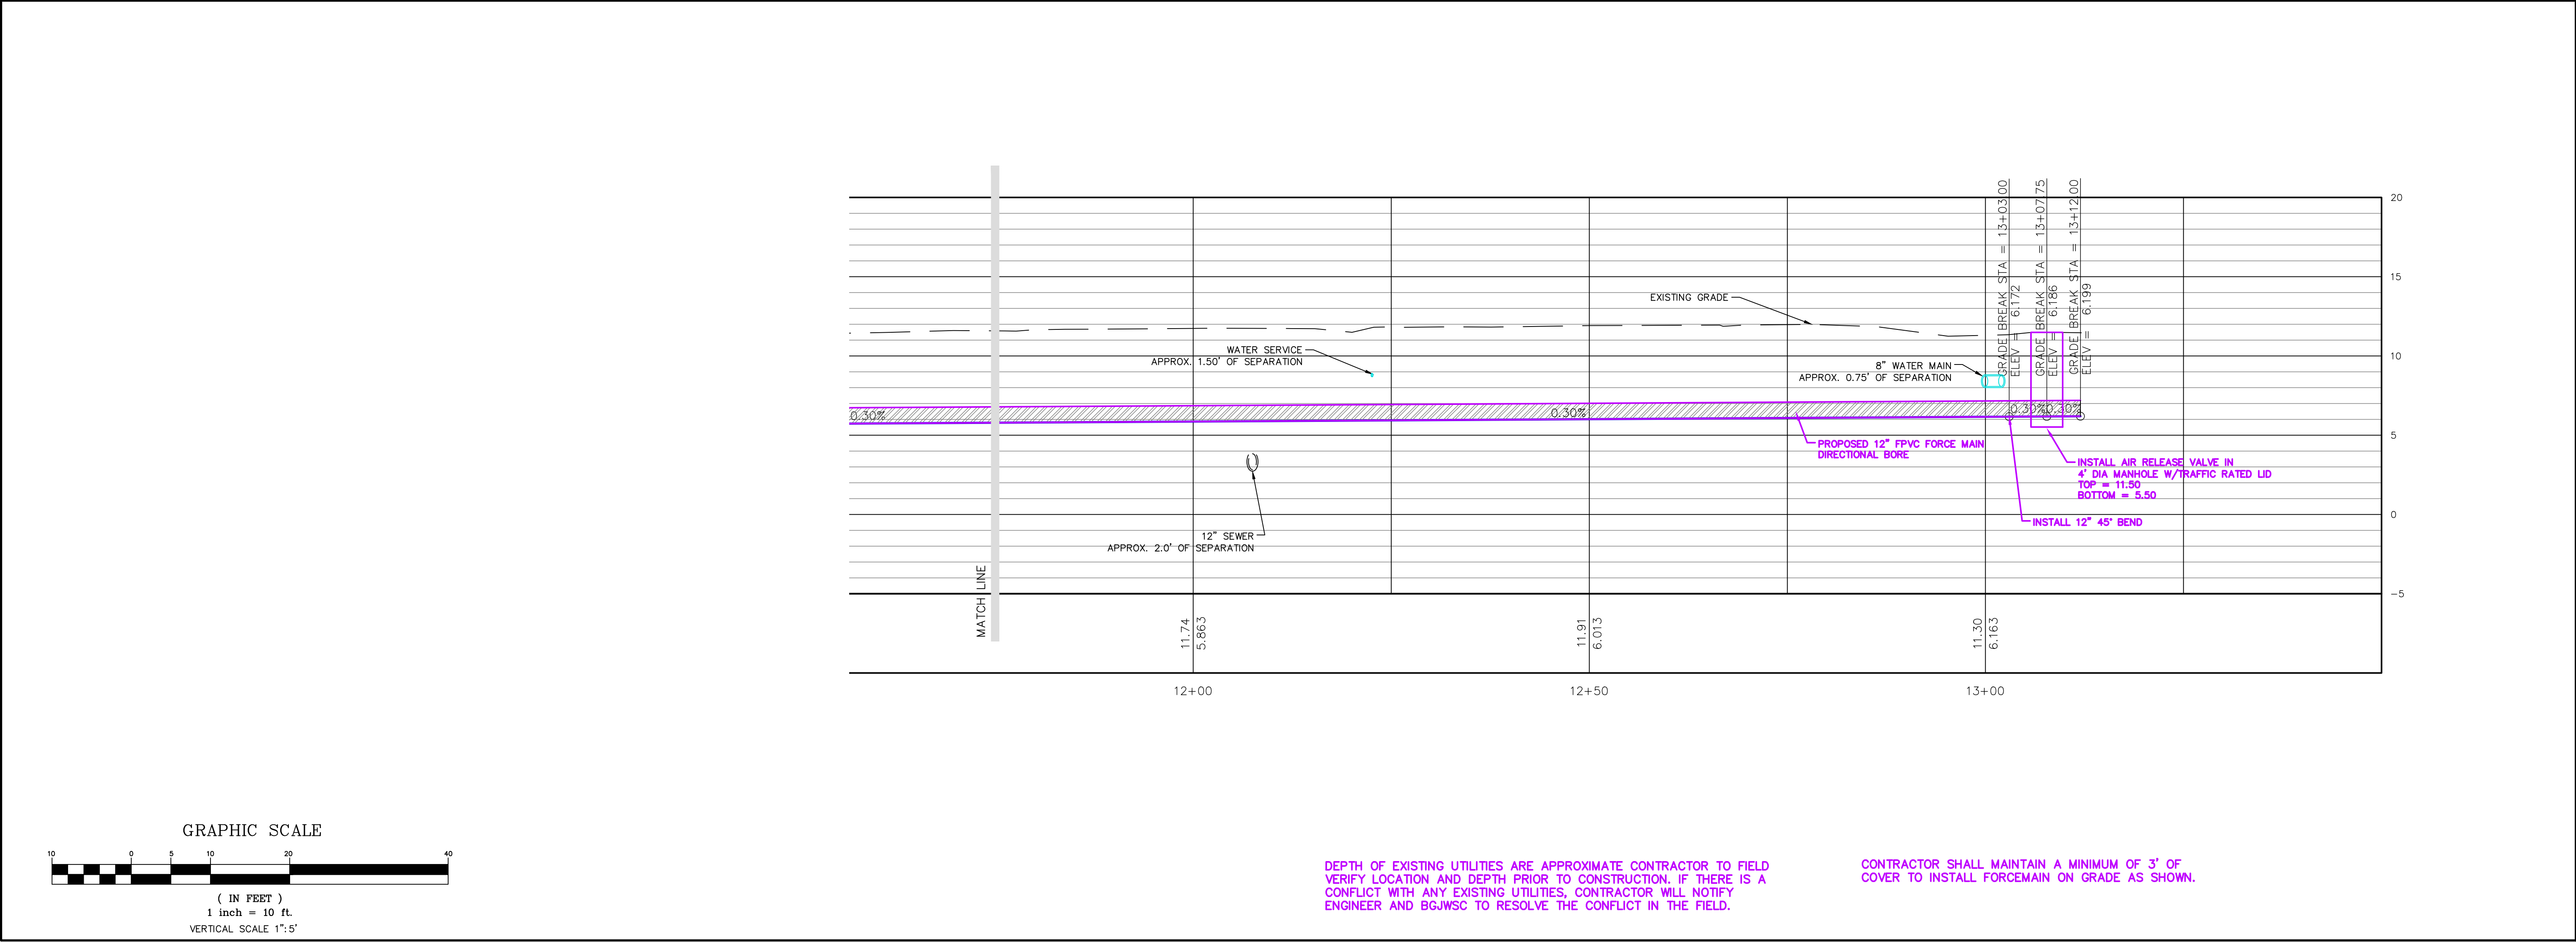 GRADE BREAK STA = 13+03.00
ELEV = 6.172
GRADE BREAK STA = 13+07.75
ELEV = 6.186
GRADE BREAK STA = 13+12.00
ELEV = 6.199
20
15
10
5
0
-5
EXISTING GRADE
WATER SERVICE
APPROX. 1.50' OF SEPARATION
8" WATER MAIN
APPROX. 0.75' OF SEPARATION
0.30%
0.30%
0.30%
0.30%
PROPOSED 12" FPVC FORCE MAIN
DIRECTIONAL BORE
INSTALL AIR RELEASE VALVE IN
4' DIA MANHOLE W/TRAFFIC RATED LID
TOP = 11.50
BOTTOM = 5.50
INSTALL 12" 45° BEND
12" SEWER
APPROX. 2.0' OF SEPARATION
MATCH LINE
11.74
5.863
11.91
6.013
11.30
6.163
12+00
12+50
13+00
GRAPHIC SCALE
10 0 5 10 20 40
( IN FEET )
1 inch = 10 ft.
VERTICAL SCALE 1":5'
DEPTH OF EXISTING UTILITIES ARE APPROXIMATE CONTRACTOR TO FIELD
VERIFY LOCATION AND DEPTH PRIOR TO CONSTRUCTION. IF THERE IS A
CONFLICT WITH ANY EXISTING UTILITIES, CONTRACTOR WILL NOTIFY
ENGINEER AND BGJWSC TO RESOLVE THE CONFLICT IN THE FIELD.
CONTRACTOR SHALL MAINTAIN A MINIMUM OF 3' OF
COVER TO INSTALL FORCEMAIN ON GRADE AS SHOWN.